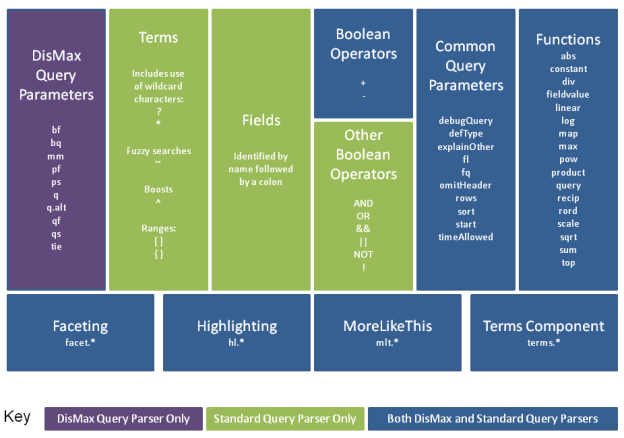 DisMax
Query
Parameters
bf
bq
mm
pf
ps
q
q.alt
qf
qs
tie
Terms
Includes use
of wildcard
characters:
?
*
Fuzzy searches
~
Boosts
^
Ranges:
[ ]
{ }
Fields
Identified by
name followed
by a colon
Boolean
Operators
+
-
Other
Boolean
Operators
AND
OR
&&
||
NOT
!
Common
Query
Parameters
debugQuery
defType
explainOther
fl
fq
omitHeader
rows
sort
start
timeAllowed
Functions
abs
constant
div
fieldvalue
linear
log
map
max
pow
product
query
recip
rord
scale
sqrt
sum
top
Faceting
facet.*
Highlighting
hl.*
MoreLikeThis
mlt.*
Terms Component
terms.*
Key
DisMax Query Parser Only
Standard Query Parser Only
Both DisMax and Standard Query Parsers